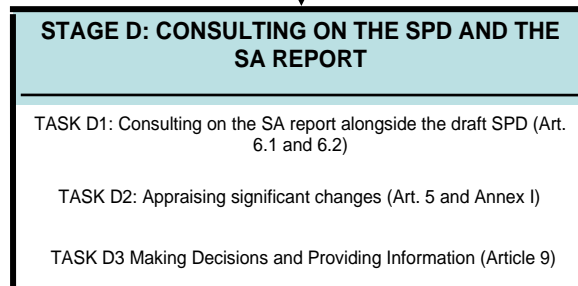 STAGE D: CONSULTING ON THE SPD AND THE
SA REPORT
TASK D1: Consulting on the SA report alongside the draft SPD (Art.
6.1 and 6.2)
TASK D2: Appraising significant changes (Art. 5 and Annex I)
TASK D3 Making Decisions and Providing Information (Article 9)